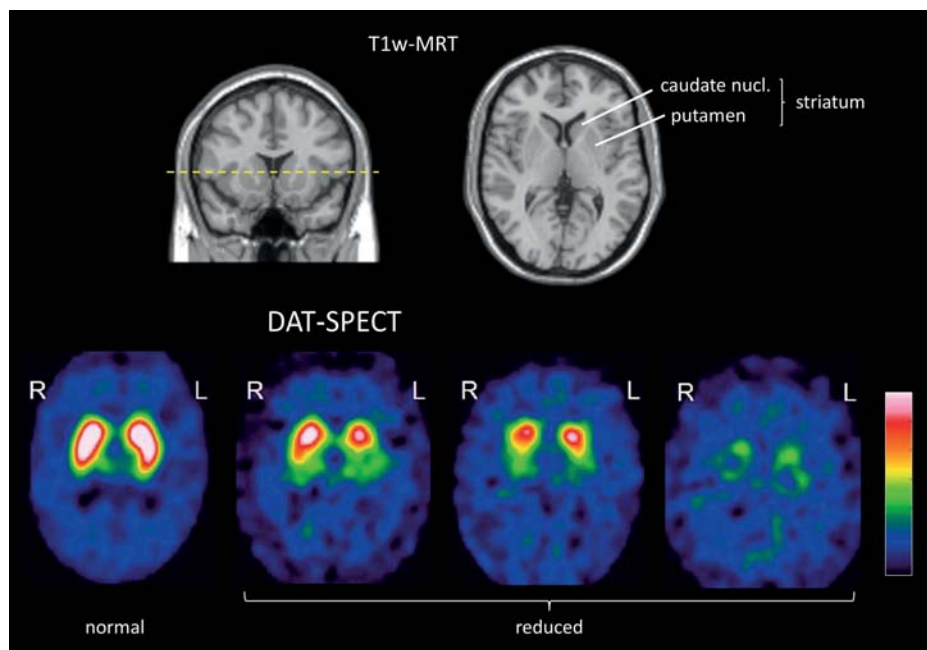 T1w-MRT
caudate nucl.
putamen
striatum
DAT-SPECT
R L R L R L R L
normal
reduced